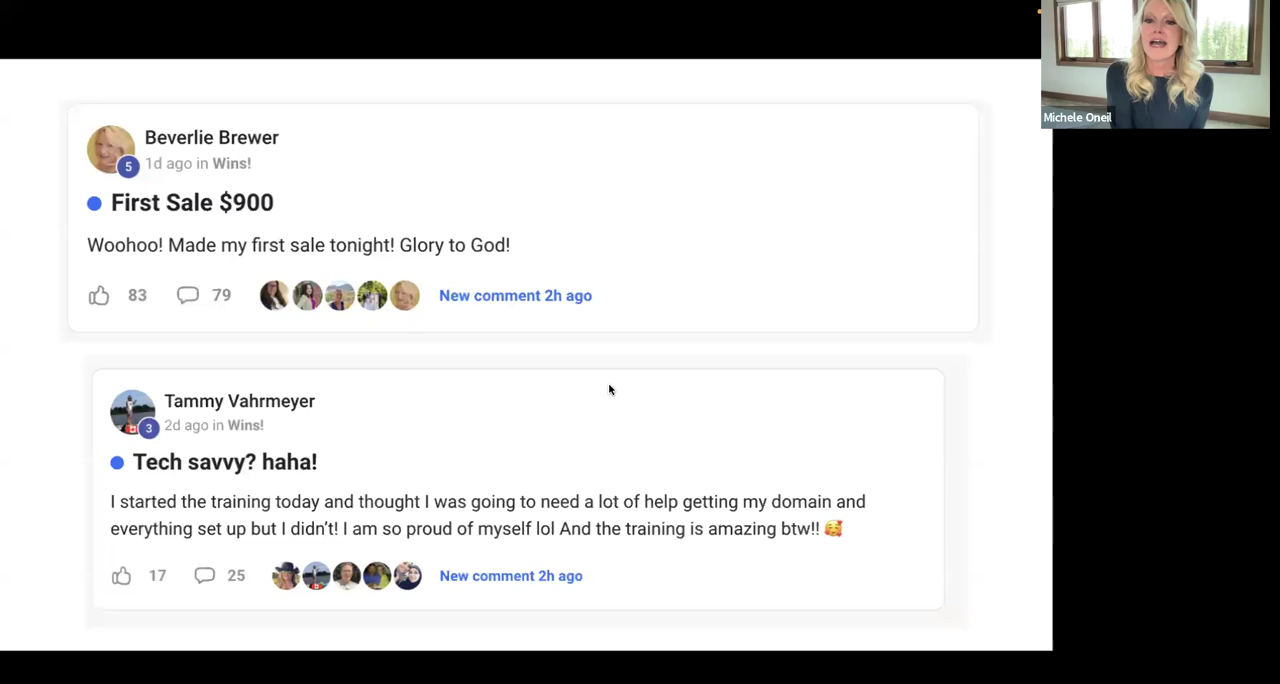 Michele Oneil
Beverlie Brewer
5
1d ago in Wins!
First Sale $900
Woohoo! Made my first sale tonight! Glory to God!
83
79
New comment 2h ago
Tammy Vahrmeyer
3
2d ago in Wins!
Tech savvy? haha!
I started the training today and thought I was going to need a lot of help getting my domain and
everything set up but I didn’t! I am so proud of myself lol And the training is amazing btw!! 🥰
17
25
New comment 2h ago